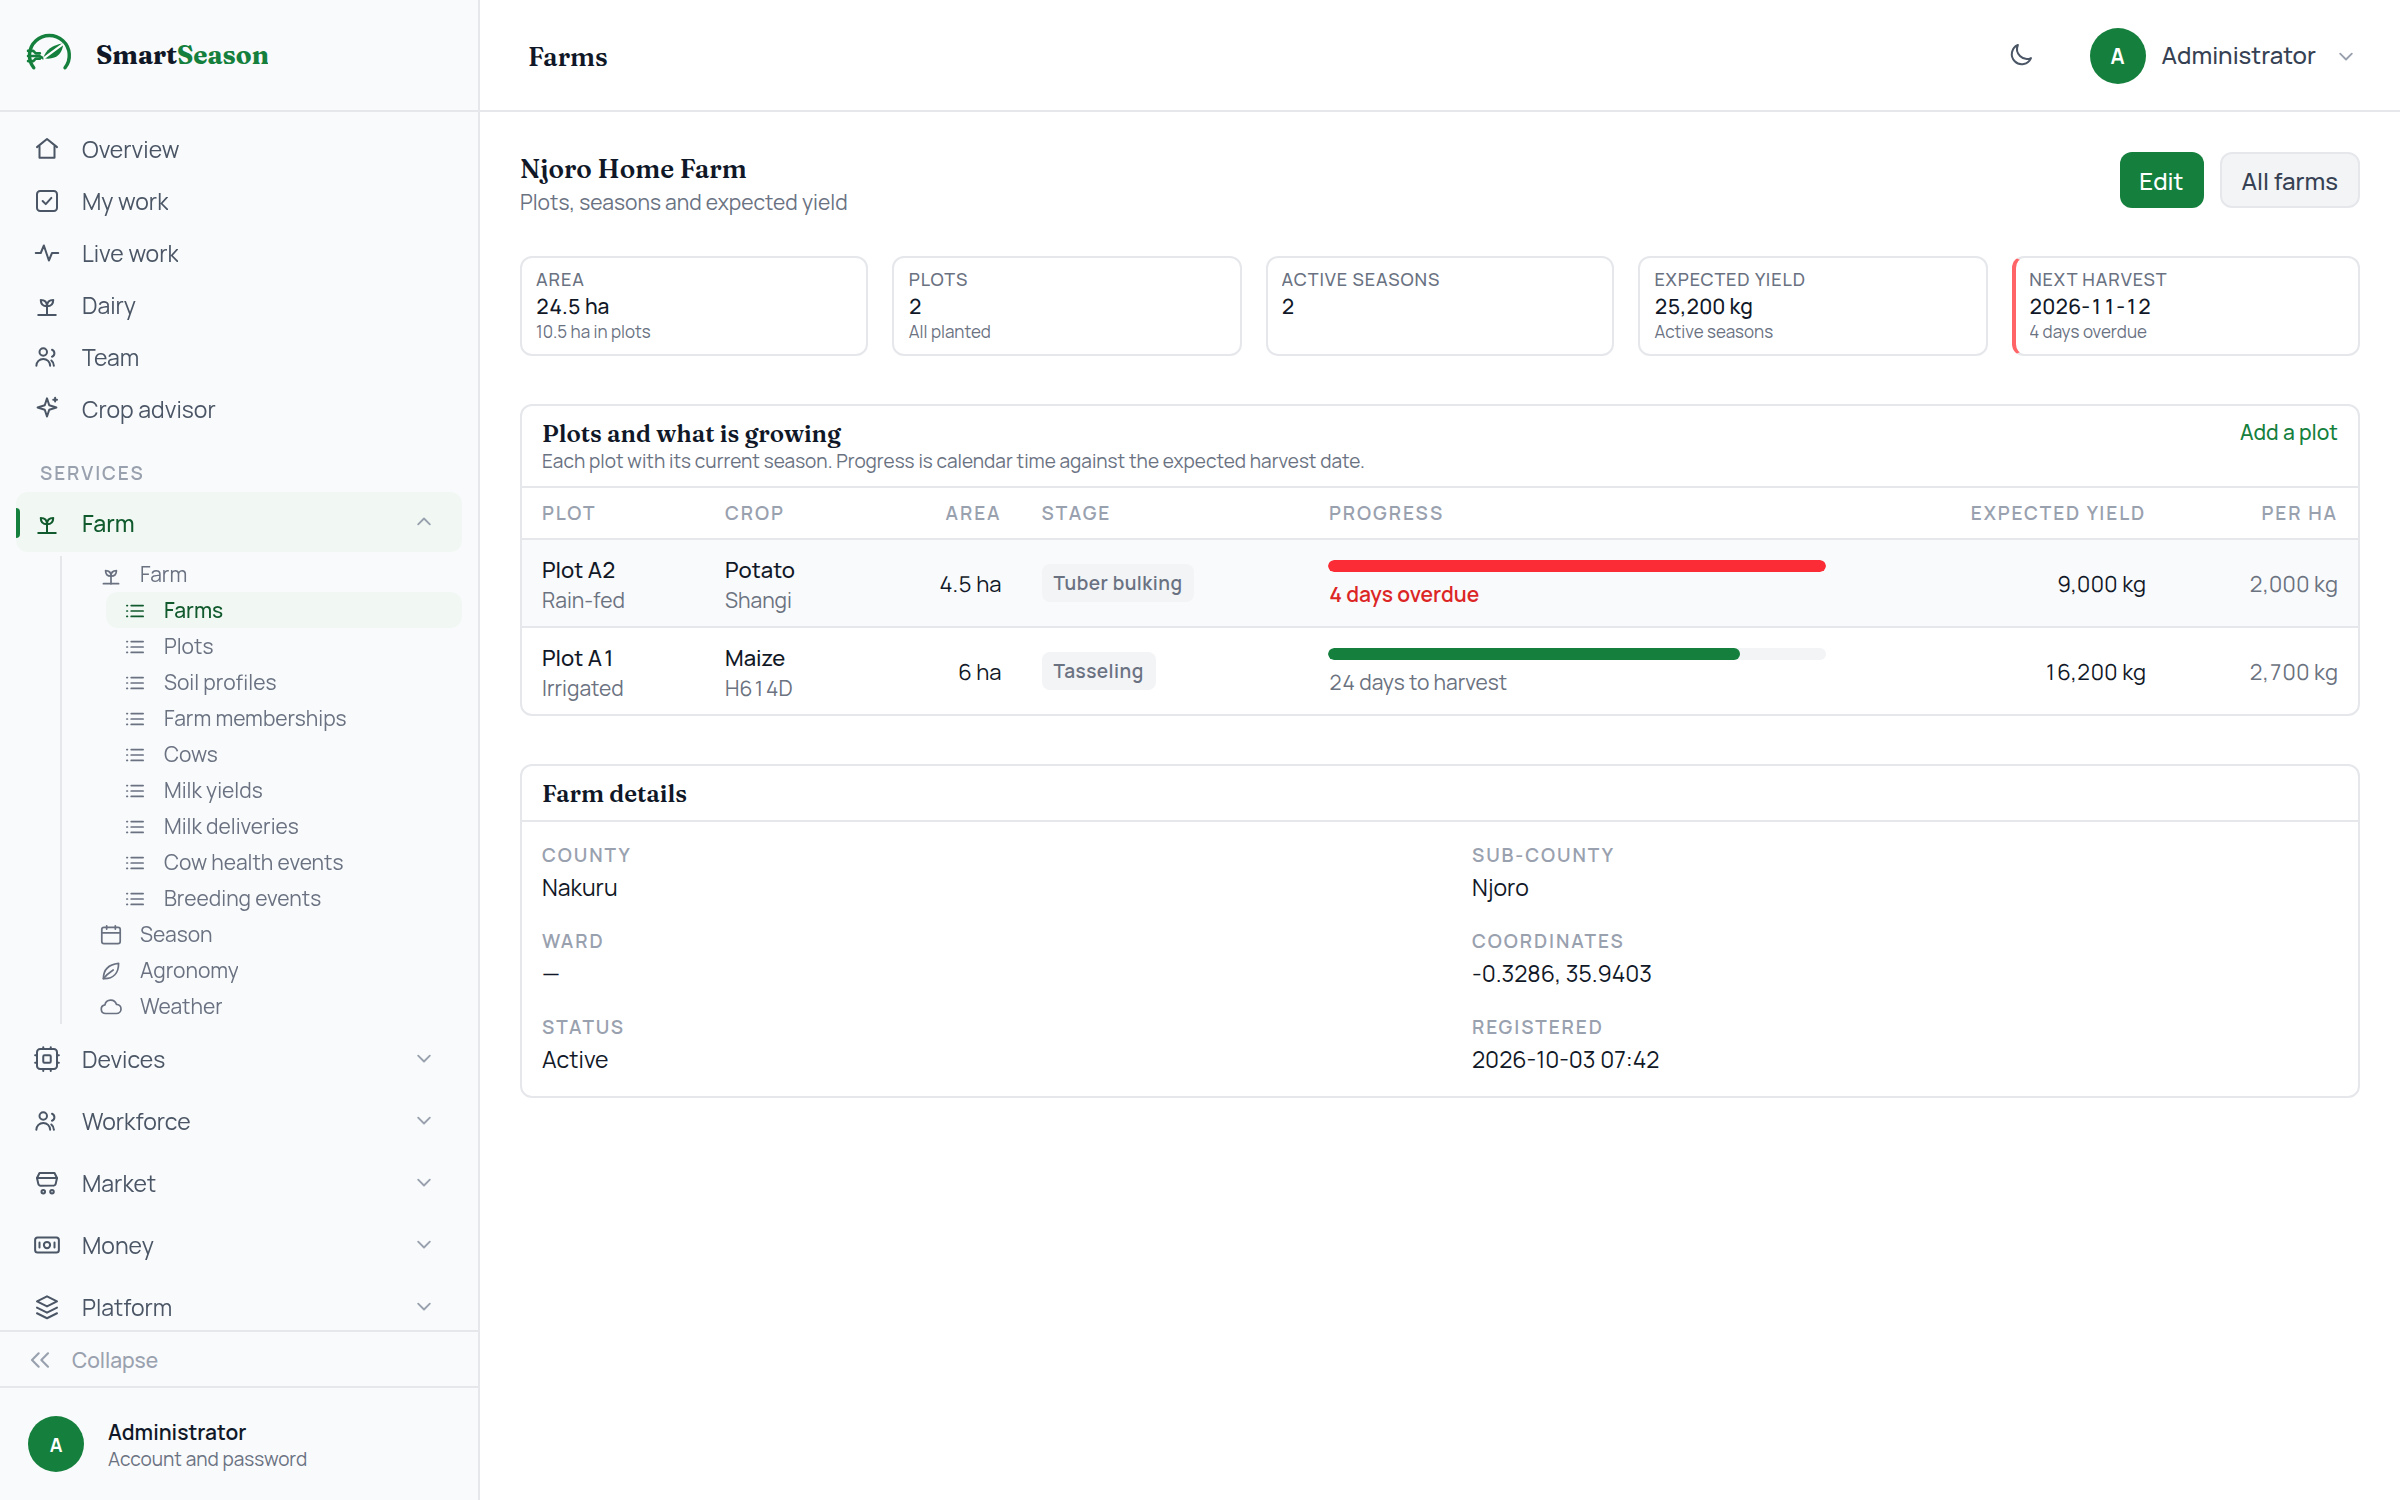 SmartSeason
Farms
A
Administrator
Overview
My work
Live work
Dairy
Team
Crop advisor
SERVICES
Farm
Farm
Farms
Plots
Soil profiles
Farm memberships
Cows
Milk yields
Milk deliveries
Cow health events
Breeding events
Season
Agronomy
Weather
Devices
Workforce
Market
Money
Platform
Collapse
A
Administrator
Account and password
Njoro Home Farm
Plots, seasons and expected yield
Edit
All farms
AREA
24.5 ha
10.5 ha in plots
PLOTS
2
All planted
ACTIVE SEASONS
2
EXPECTED YIELD
25,200 kg
Active seasons
NEXT HARVEST
2026-11-12
4 days overdue
Plots and what is growing
Each plot with its current season. Progress is calendar time against the expected harvest date.
Add a plot
PLOT CROP AREA STAGE PROGRESS EXPECTED YIELD PER HA
Plot A2 Potato 4.5 ha Tuber bulking 9,000 kg 2,000 kg
Rain-fed Shangi 4 days overdue
Plot A1 Maize 6 ha Tasseling 16,200 kg 2,700 kg
Irrigated H614D 24 days to harvest
Farm details
COUNTY
Nakuru
SUB-COUNTY
Njoro
WARD
—
COORDINATES
-0.3286, 35.9403
STATUS
Active
REGISTERED
2026-10-03 07:42